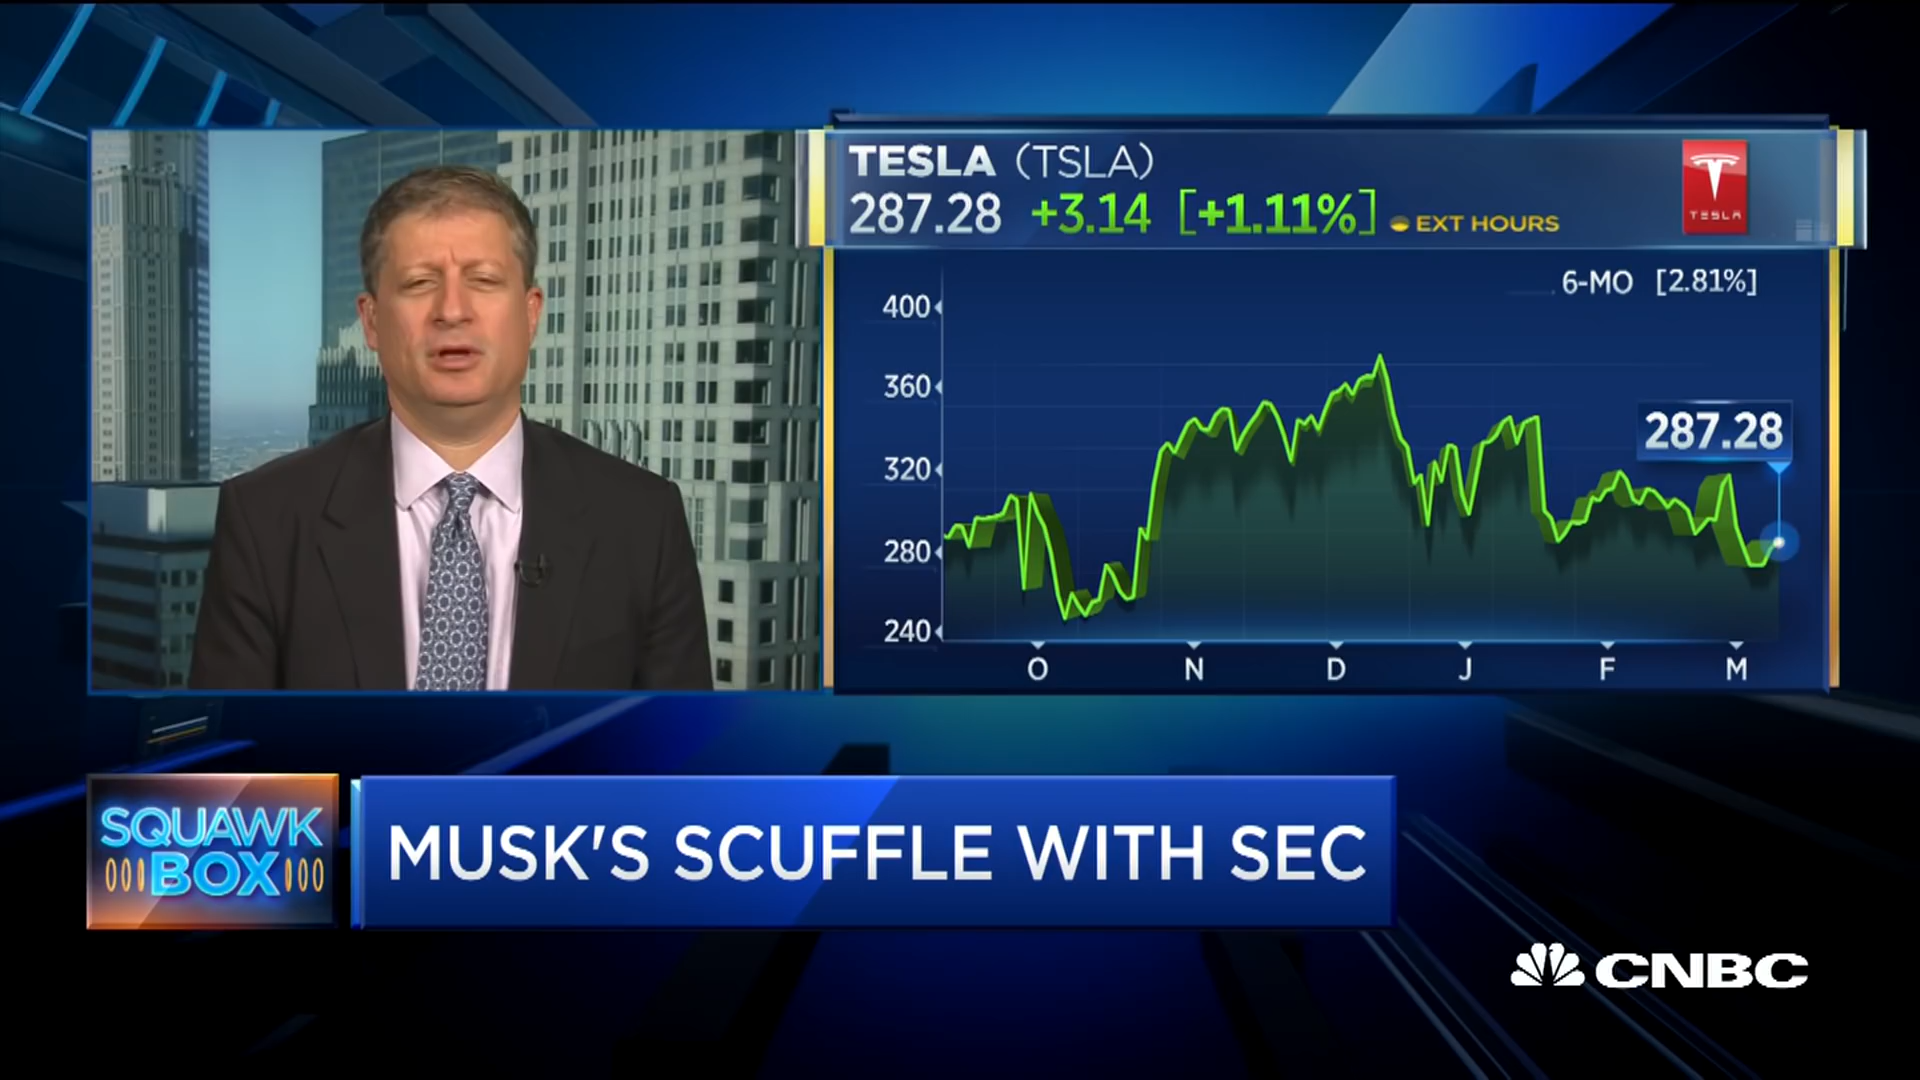 TESLA (TSLA)
287.28 +3.14 [+1.11%] EXT HOURS
TESLA
6-MO [2.81%]
400
360
320
280
240
287.28
O N D J F M
SQUAWK
BOX
MUSK'S SCUFFLE WITH SEC
CNBC